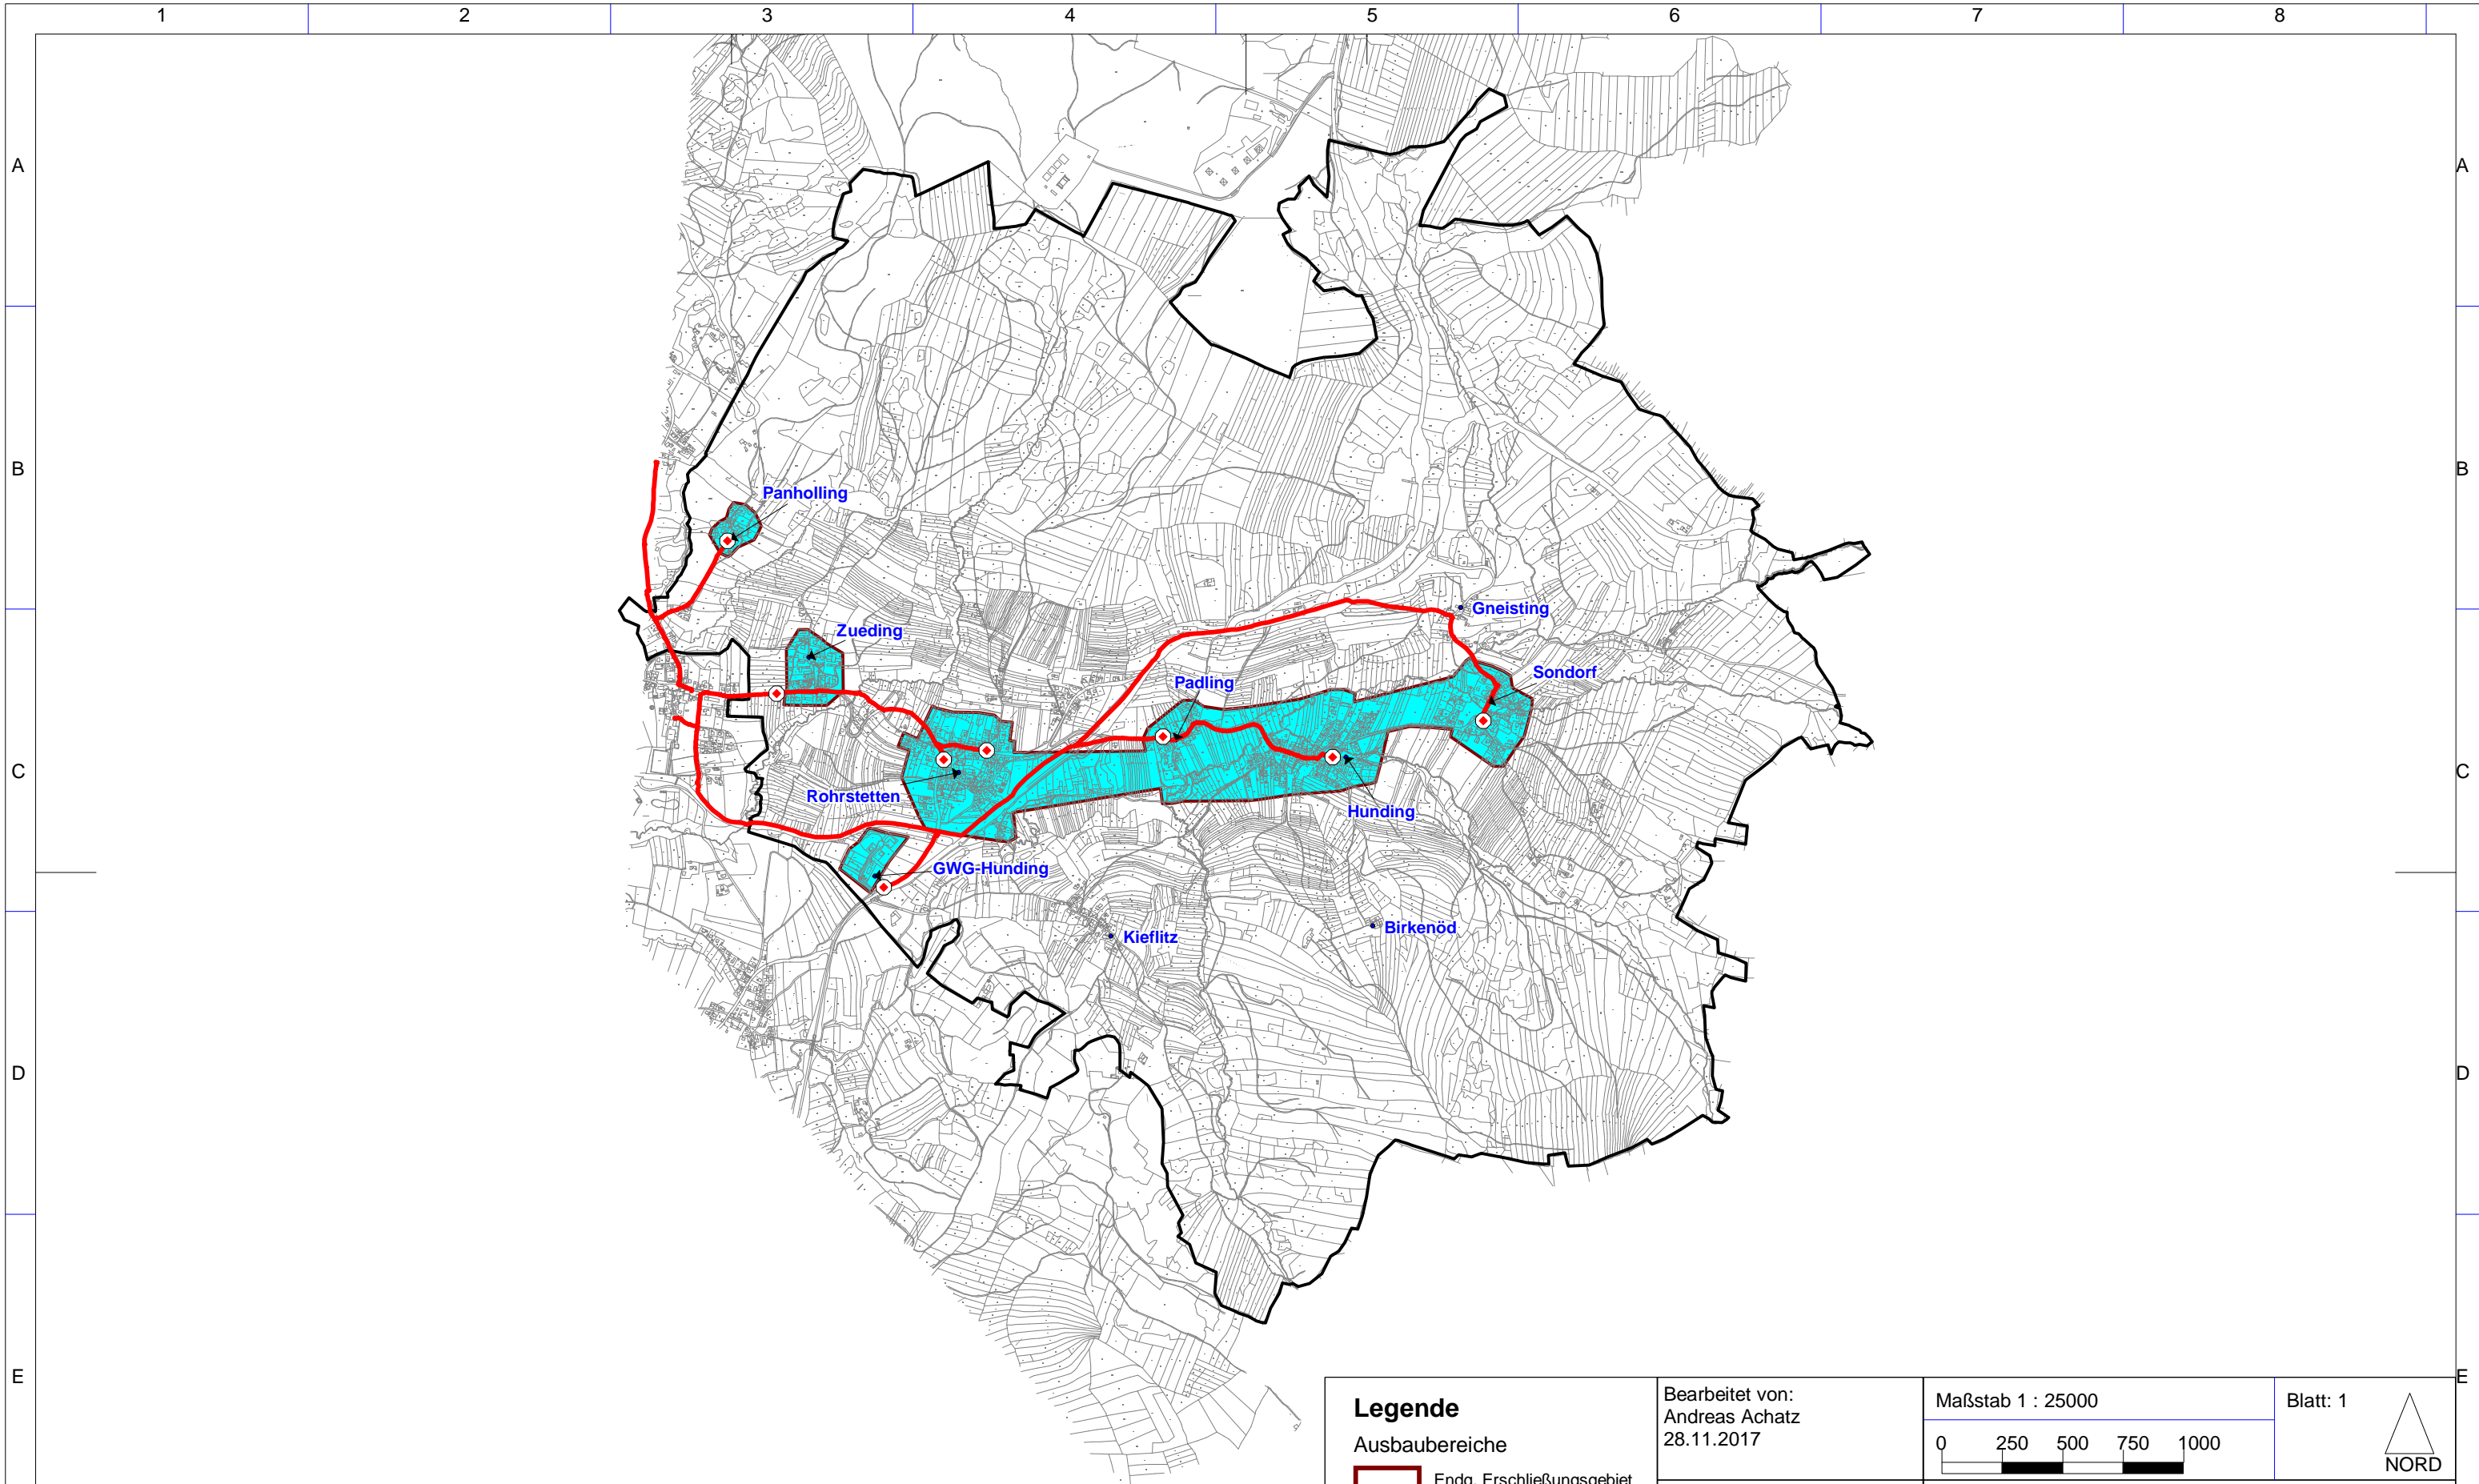 1 2 3 4 5 6 7 8
A A
B B
Panholling
Gneisting
Zueding
Sondorf
Padling
C C
Rohrstetten
Hunding
GWG-Hunding
Birkenöd
Kieflitz
D D
E E
Legende
Ausbaubereiche
Endg. Erschließungsgebiet
Bearbeitet von:
Andreas Achatz
28.11.2017
Maßstab 1 : 25000
0 250 500 750 1000
Blatt: 1
NORD